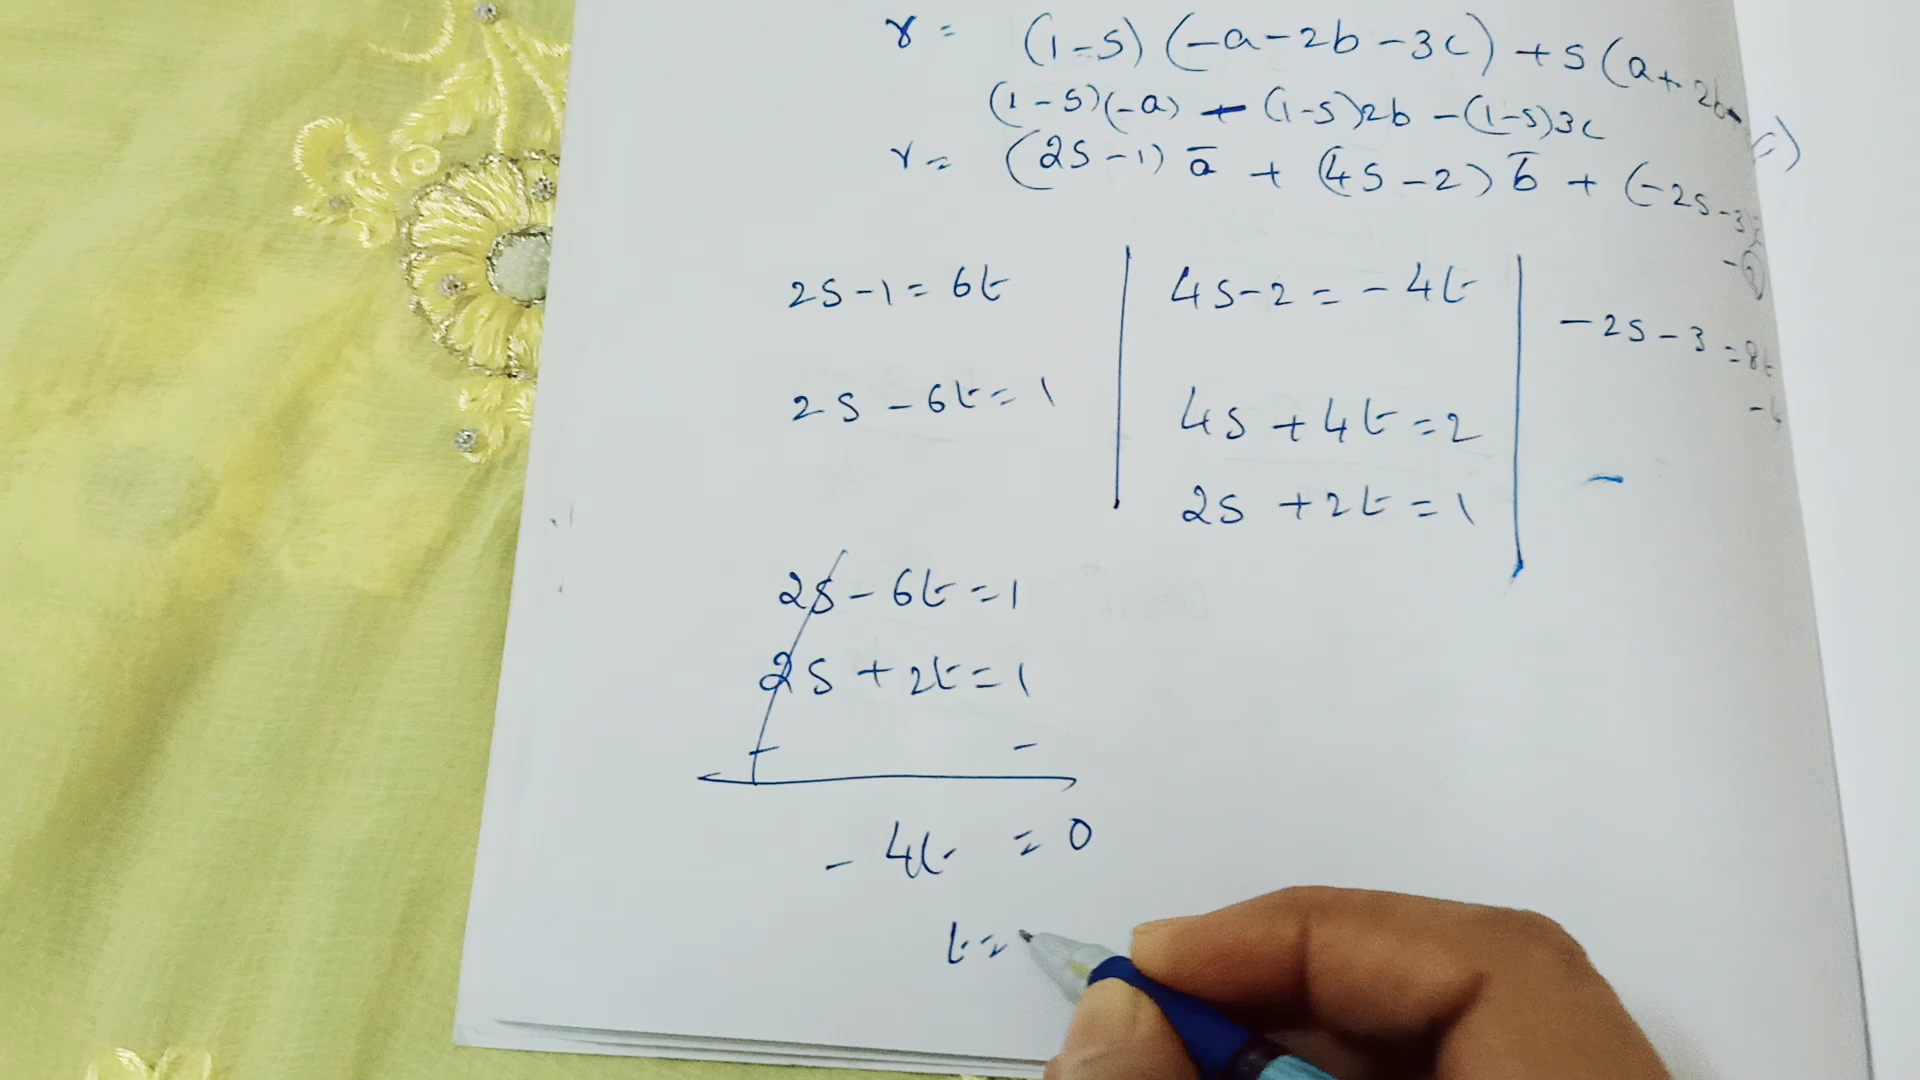 r = (1-s) (-a-2b-3c) + s (a+2b-
(1-s)(-a) - (1-s)2b - (1-s)3c
r = (2s-1) a̅ + (4s-2) b̅ + (-2s-3)
2s-1 = 6t
4s-2 = -4t
-2s-3 = 8t
2s - 6t = 1
4s + 4t = 2
2s + 2t = 1
-
2s - 6t = 1
2s + 2t = 1
- -
- 4t = 0
t =